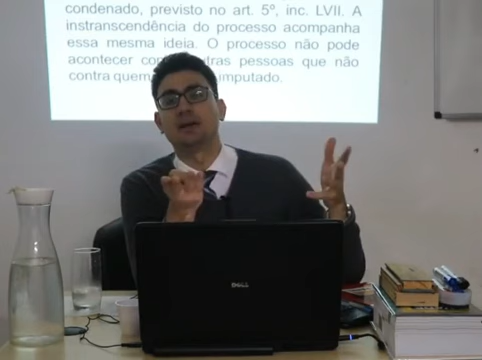 condenado, previsto no art. 5º, inc. LVII. A
instranscendência do processo acompanha
essa mesma ideia. O processo não pode
acontecer outras pessoas que não
contra quem imputado.
DELL